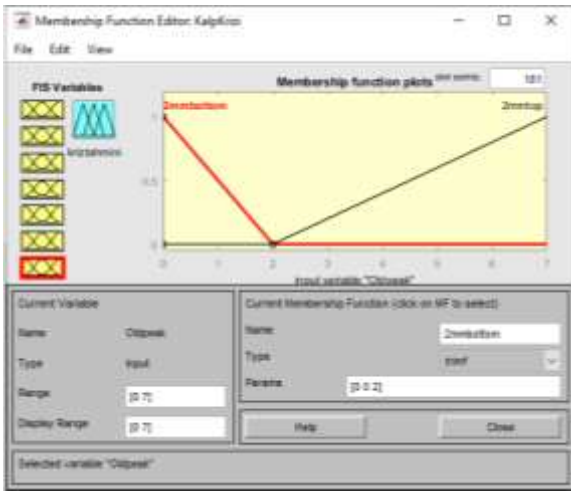 Membership Function Editor: KalpKrizi
File Edit View
FIS Variables
Membership function plots plot points: 181
kriztahmini
2mmbottom 2mmtop
1
0.5
0
0 1 2 3 4 5 6 7
input variable "Oldpeak"
Current Variable
Name Oldpeak
Type input
Range [0 7]
Display Range [0 7]
Current Membership Function (click on MF to select)
Name 2mmbottom
Type trimf
Params [0 0 2]
Help Close
Selected variable "Oldpeak"